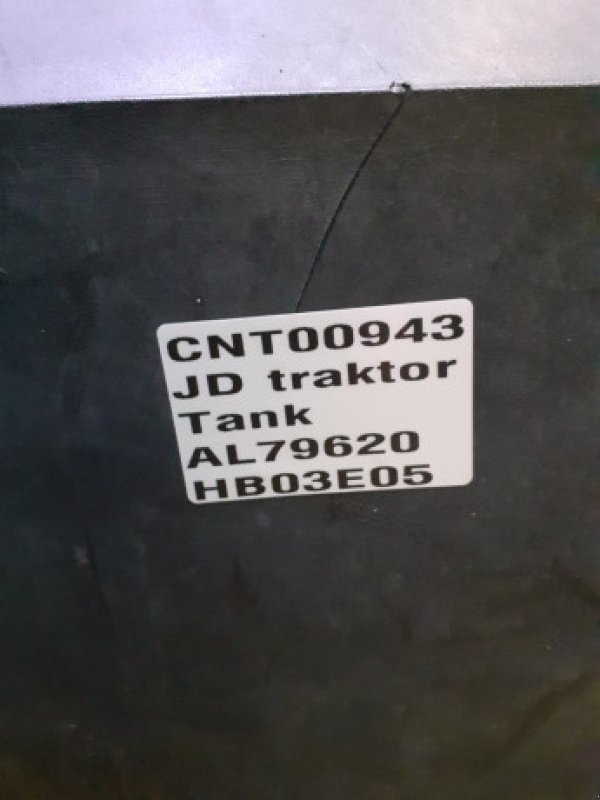 CNT00943
JD traktor
Tank
AL79620
HB03E05